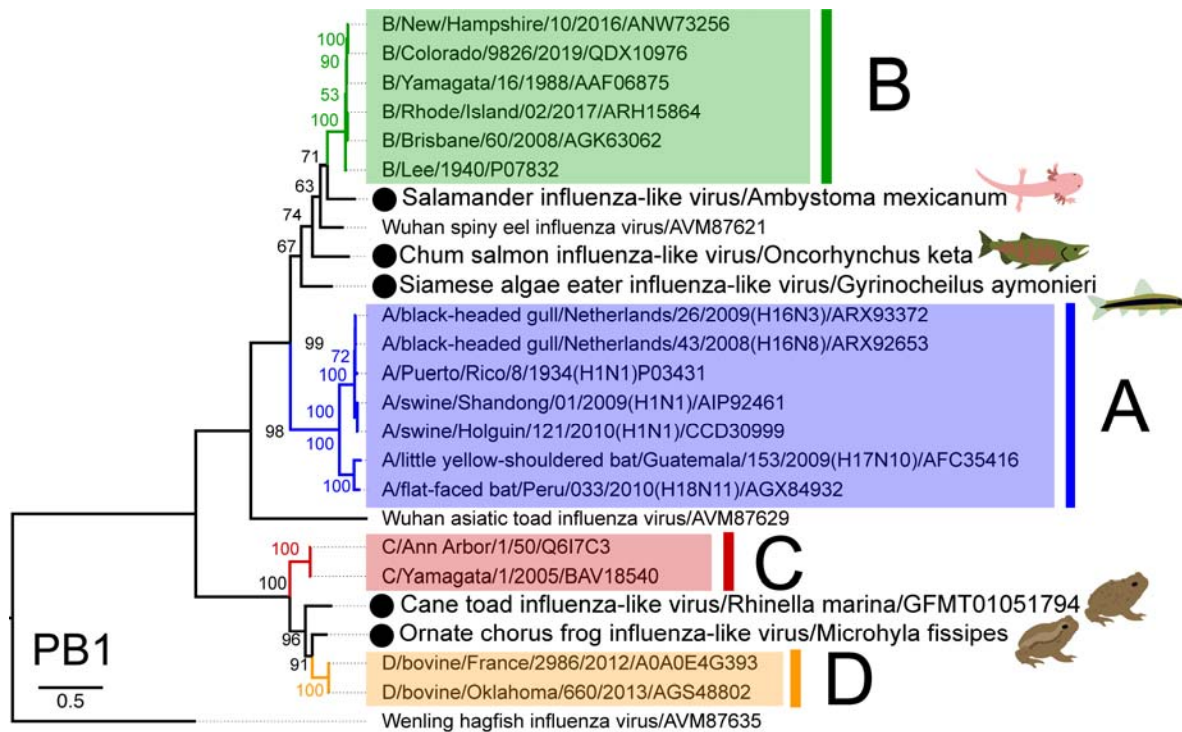 B/New/Hampshire/10/2016/ANW73256
100
B/Colorado/9826/2019/QDX10976
90
B/Yamagata/16/1988/AAF06875
53
B/Rhode/Island/02/2017/ARH15864
100
B/Brisbane/60/2008/AGK63062
B/Lee/1940/P07832
B
71
63
Salamander influenza-like virus/Ambystoma mexicanum
74
Wuhan spiny eel influenza virus/AVM87621
67
Chum salmon influenza-like virus/Oncorhynchus keta
Siamese algae eater influenza-like virus/Gyrinocheilus aymonieri
A/black-headed gull/Netherlands/26/2009(H16N3)/ARX93372
99
A/black-headed gull/Netherlands/43/2008(H16N8)/ARX92653
72
100
A/Puerto/Rico/8/1934(H1N1)P03431
A/swine/Shandong/01/2009(H1N1)/AIP92461
100
A/swine/Holguin/121/2010(H1N1)/CCD30999
98
100
A/little yellow-shouldered bat/Guatemala/153/2009(H17N10)/AFC35416
A/flat-faced bat/Peru/033/2010(H18N11)/AGX84932
100
A
Wuhan asiatic toad influenza virus/AVM87629
C/Ann Arbor/1/50/Q6I7C3
100
C/Yamagata/1/2005/BAV18540
100
C
Cane toad influenza-like virus/Rhinella marina/GFMT01051794
Ornate chorus frog influenza-like virus/Microhyla fissipes
96
91
D/bovine/France/2986/2012/A0A0E4G393
D/bovine/Oklahoma/660/2013/AGS48802
100
D
Wenling hagfish influenza virus/AVM87635
PB1
0.5